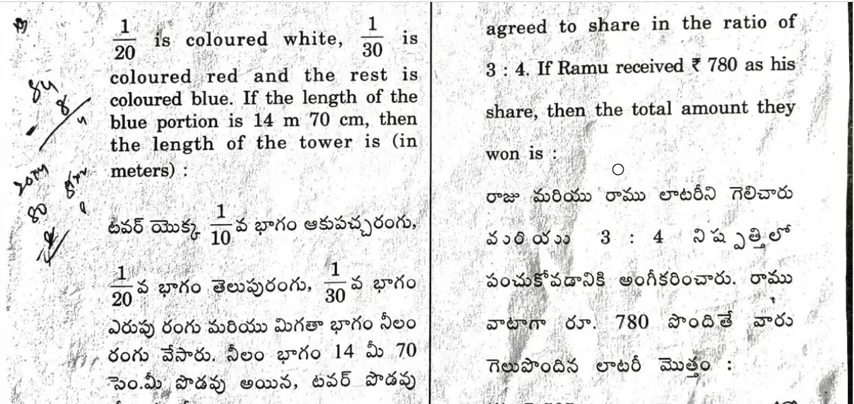 1/20 is coloured white, 1/30 is
coloured red and the rest is
coloured blue. If the length of the
blue portion is 14 m 70 cm, then
the length of the tower is (in
meters) :
టవర్ యొక్క 1/10 వ భాగం ఆకుపచ్చరంగు,
1/20 వ భాగం తెలుపురంగు, 1/30 వ భాగం
ఎరుపు రంగు మరియు మిగతా భాగం నీలం
రంగు వేసారు. నీలం భాగం 14 మీ 70
సెం.మీ పొడవు అయిన, టవర్ పొడవు
agreed to share in the ratio of
3 : 4. If Ramu received ₹ 780 as his
share, then the total amount they
won is :
రాజు మరియు రాము లాటరీని గెలిచారు
మరియు 3 : 4 నిష్పత్తిలో
పంచుకోవడానికి అంగీకరించారు. రాము
వాటాగా రూ. 780 పొందితే వారు
గెలుపొందిన లాటరీ మొత్తం :